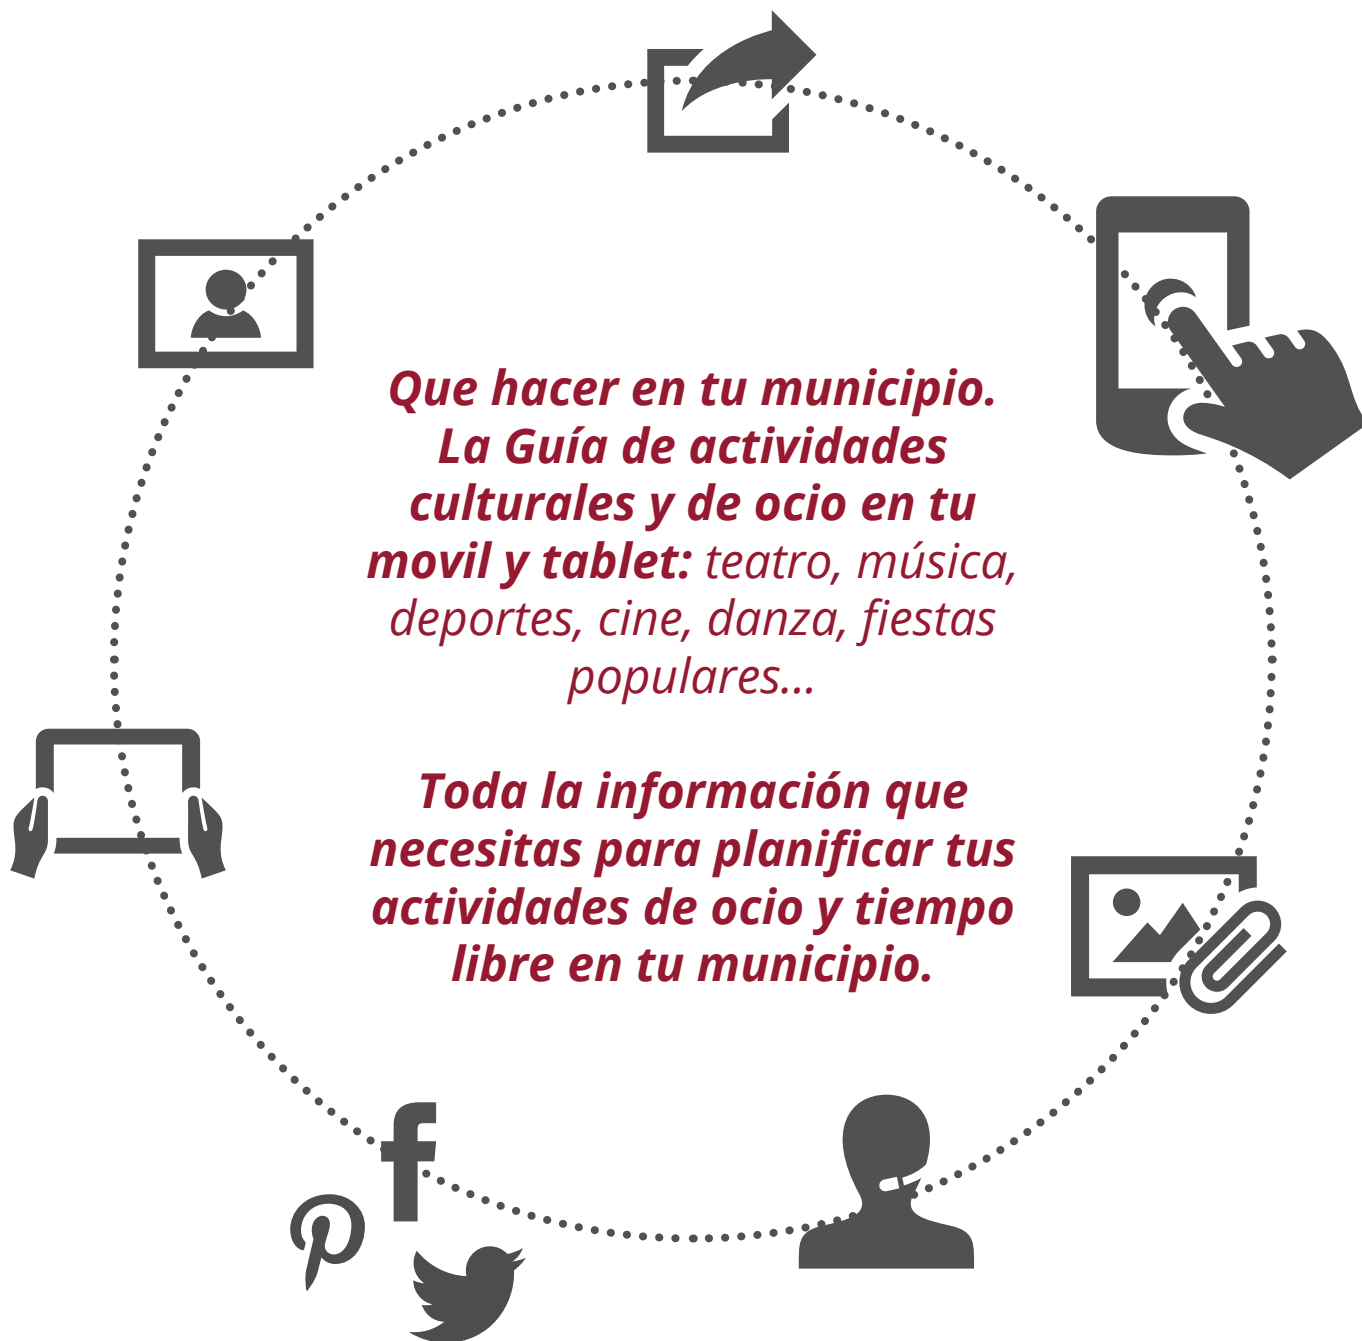 Que hacer en tu municipio.
La Guía de actividades
culturales y de ocio en tu
movil y tablet: teatro, música,
deportes, cine, danza, fiestas
populares...
Toda la información que
necesitas para planificar tus
actividades de ocio y tiempo
libre en tu municipio.